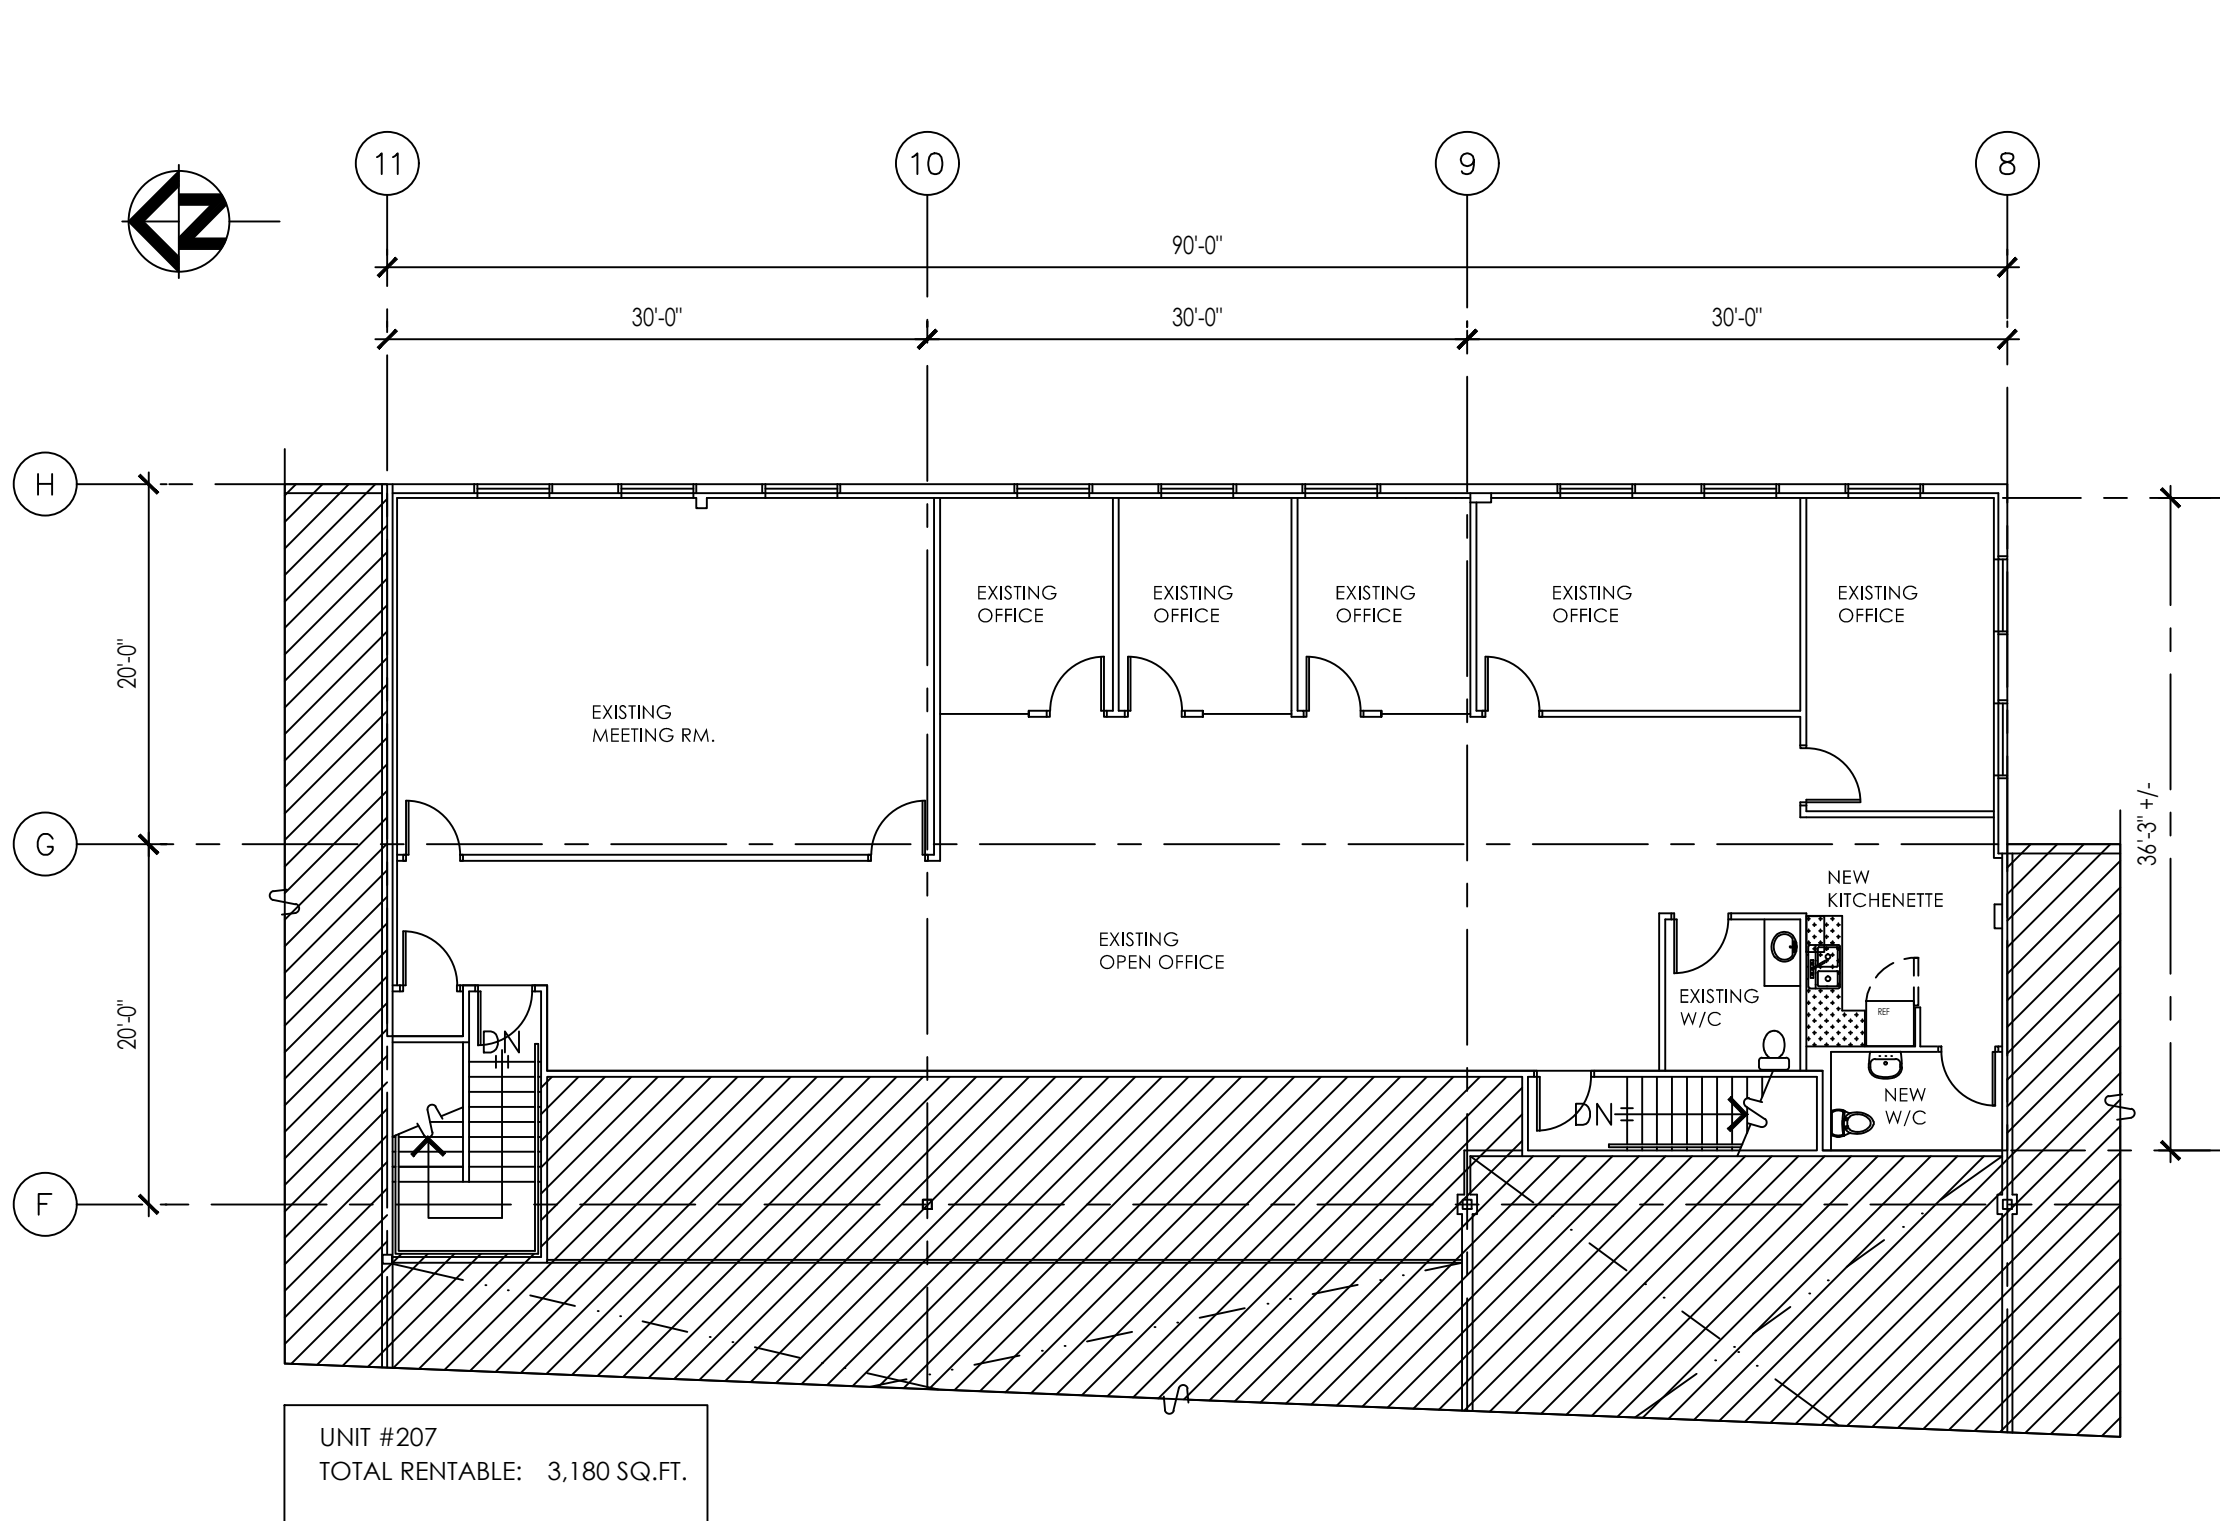 11
10
9
8
N
90'-0"
30'-0"
30'-0"
30'-0"
H
G
F
20'-0"
20'-0"
36'-3" +/-
EXISTING
OFFICE
EXISTING
OFFICE
EXISTING
OFFICE
EXISTING
OFFICE
EXISTING
OFFICE
EXISTING
MEETING RM.
NEW
KITCHENETTE
EXISTING
OPEN OFFICE
EXISTING
W/C
REF
DN
DN
NEW
W/C
UNIT #207
TOTAL RENTABLE: 3,180 SQ.FT.